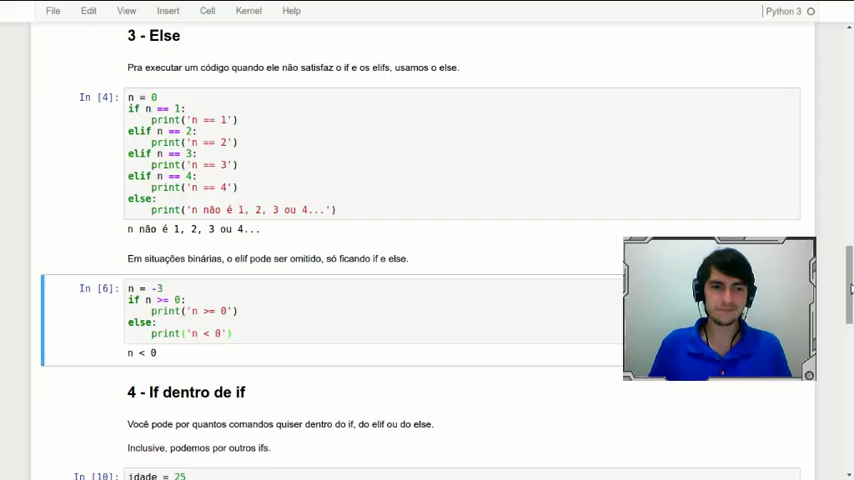 File Edit View Insert Cell Kernel Help Python 3
3 - Else
Pra executar um código quando ele não satisfaz o if e os elifs, usamos o else.
In [4]: n = 0
if n == 1:
print('n == 1')
elif n == 2:
print('n == 2')
elif n == 3:
print('n == 3')
elif n == 4:
print('n == 4')
else:
print('n não é 1, 2, 3 ou 4...')
n não é 1, 2, 3 ou 4...
Em situações binárias, o elif pode ser omitido, só ficando if e else.
In [6]: n = -3
if n >= 0:
print('n >= 0')
else:
print('n < 0')
n < 0
4 - If dentro de if
Você pode por quantos comandos quiser dentro do if, do elif ou do else.
Inclusive, podemos por outros ifs.
In [10]: idade = 25